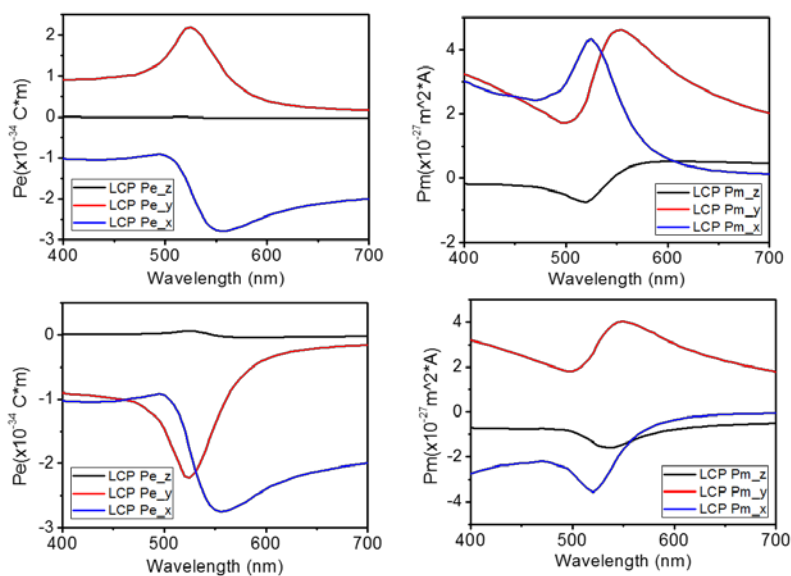 Pe(x10^-34 C*m)
2
1
0
-1
-2
-3
LCP Pe_z
LCP Pe_y
LCP Pe_x
400 500 600 700
Wavelength (nm)
Pm(x10^-27 m^2*A)
4
2
0
-2
LCP Pm_z
LCP Pm_y
LCP Pm_x
400 500 600 700
Wavelength (nm)
Pe(x10^-34 C*m)
0
-1
-2
-3
LCP Pe_z
LCP Pe_y
LCP Pe_x
400 500 600 700
Wavelength (nm)
Pm(x10^-27 m^2*A)
4
2
0
-2
-4
LCP Pm_z
LCP Pm_y
LCP Pm_x
400 500 600 700
Wavelength (nm)